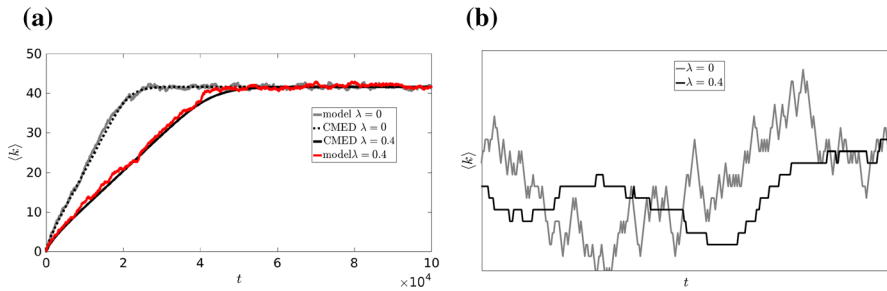 (a)
50
40
30
20
10
0
⟨k⟩
model λ = 0
CMED λ = 0
CMED λ = 0.4
modelλ = 0.4
0
2
4
6
8
10
t
×10⁴
(b)
⟨k⟩
λ = 0
λ = 0.4
t